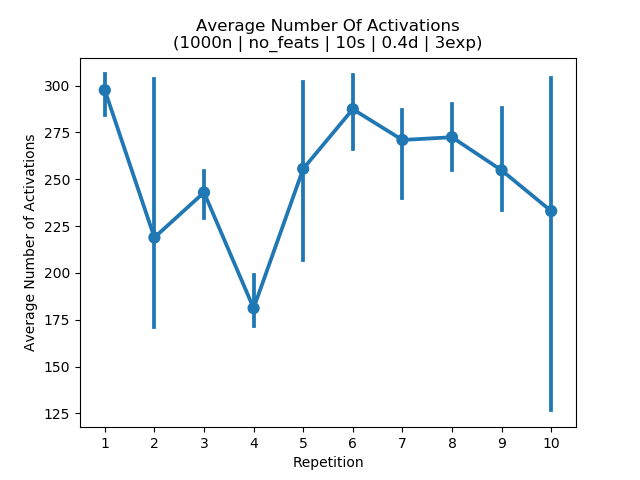 Average Number Of Activations
(1000n | no_feats | 10s | 0.4d | 3exp)
Average Number of Activations
300
275
250
225
200
175
150
125
1 2 3 4 5 6 7 8 9 10
Repetition